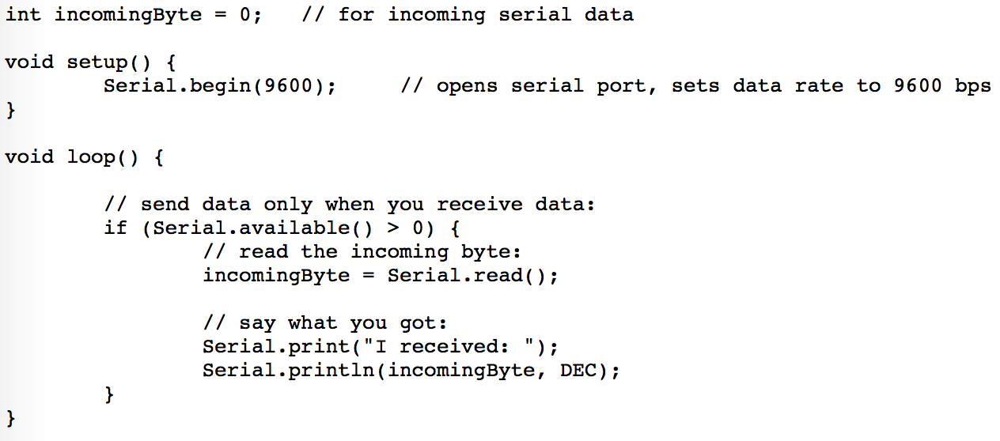 int incomingByte = 0;   // for incoming serial data
void setup() {
        Serial.begin(9600);     // opens serial port, sets data rate to 9600 bps
}
void loop() {
        // send data only when you receive data:
        if (Serial.available() > 0) {
                // read the incoming byte:
                incomingByte = Serial.read();
                // say what you got:
                Serial.print("I received: ");
                Serial.println(incomingByte, DEC);
        }
}